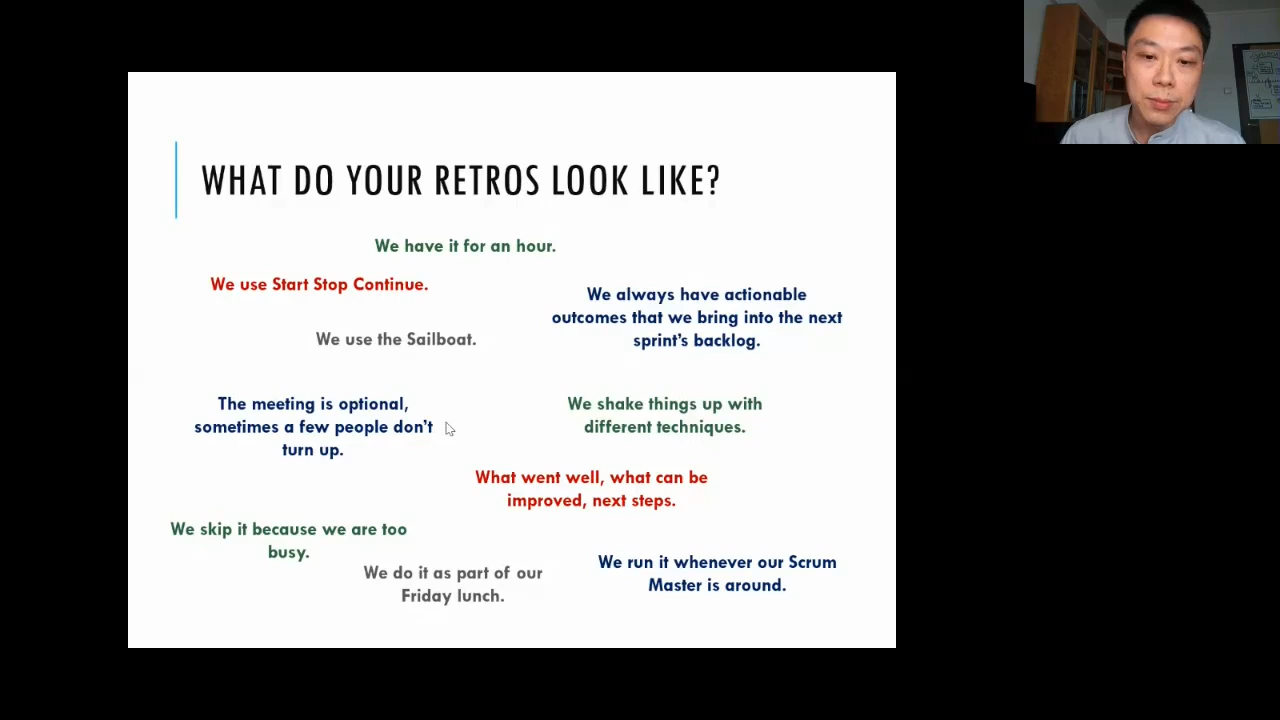 WHAT DO YOUR RETROS LOOK LIKE?
We have it for an hour.
We use Start Stop Continue.
We always have actionable
outcomes that we bring into the next
sprint's backlog.
We use the Sailboat.
The meeting is optional,
sometimes a few people don't
turn up.
We shake things up with
different techniques.
What went well, what can be
improved, next steps.
We skip it because we are too
busy.
We do it as part of our
Friday lunch.
We run it whenever our Scrum
Master is around.